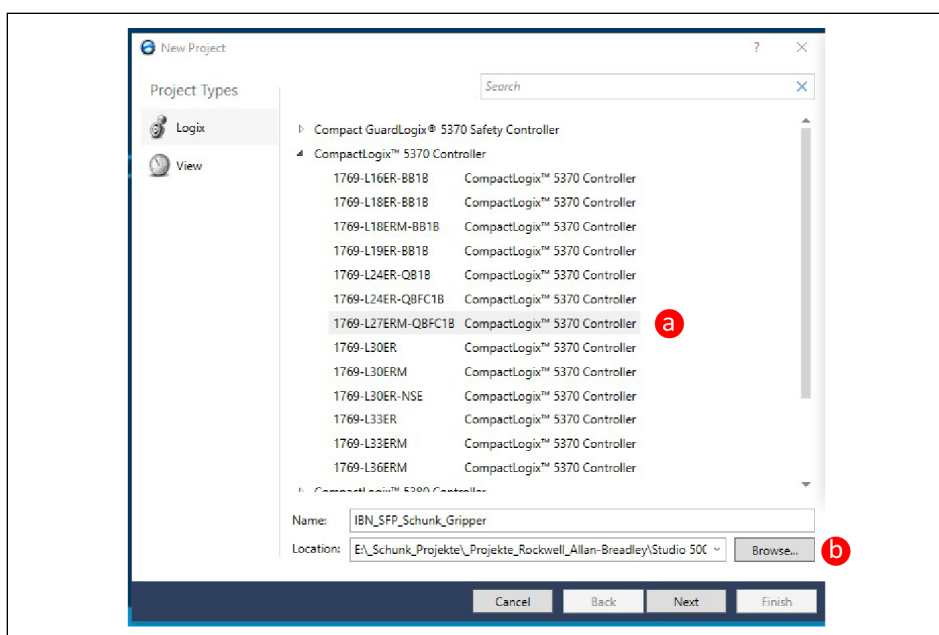 New Project
?
Project Types
Search
Logix
View
Compact GuardLogix® 5370 Safety Controller
CompactLogix™ 5370 Controller
1769-L16ER-BB1B CompactLogix™ 5370 Controller
1769-L18ER-BB1B CompactLogix™ 5370 Controller
1769-L18ERM-BB1B CompactLogix™ 5370 Controller
1769-L19ER-BB1B CompactLogix™ 5370 Controller
1769-L24ER-QB1B CompactLogix™ 5370 Controller
1769-L24ER-QBFC1B CompactLogix™ 5370 Controller
1769-L27ERM-QBFC1B CompactLogix™ 5370 Controller a
1769-L30ER CompactLogix™ 5370 Controller
1769-L30ERM CompactLogix™ 5370 Controller
1769-L30ER-NSE CompactLogix™ 5370 Controller
1769-L33ER CompactLogix™ 5370 Controller
1769-L33ERM CompactLogix™ 5370 Controller
1769-L36ERM CompactLogix™ 5370 Controller
CompactLogix™ 5380 Controller
Name: IBN_SFP_Schunk_Gripper
Location: E:\_Schunk_Projekte\_Projekte_Rockwell_Allan-Breadley\Studio 500 Browse... b
Cancel Back Next Finish